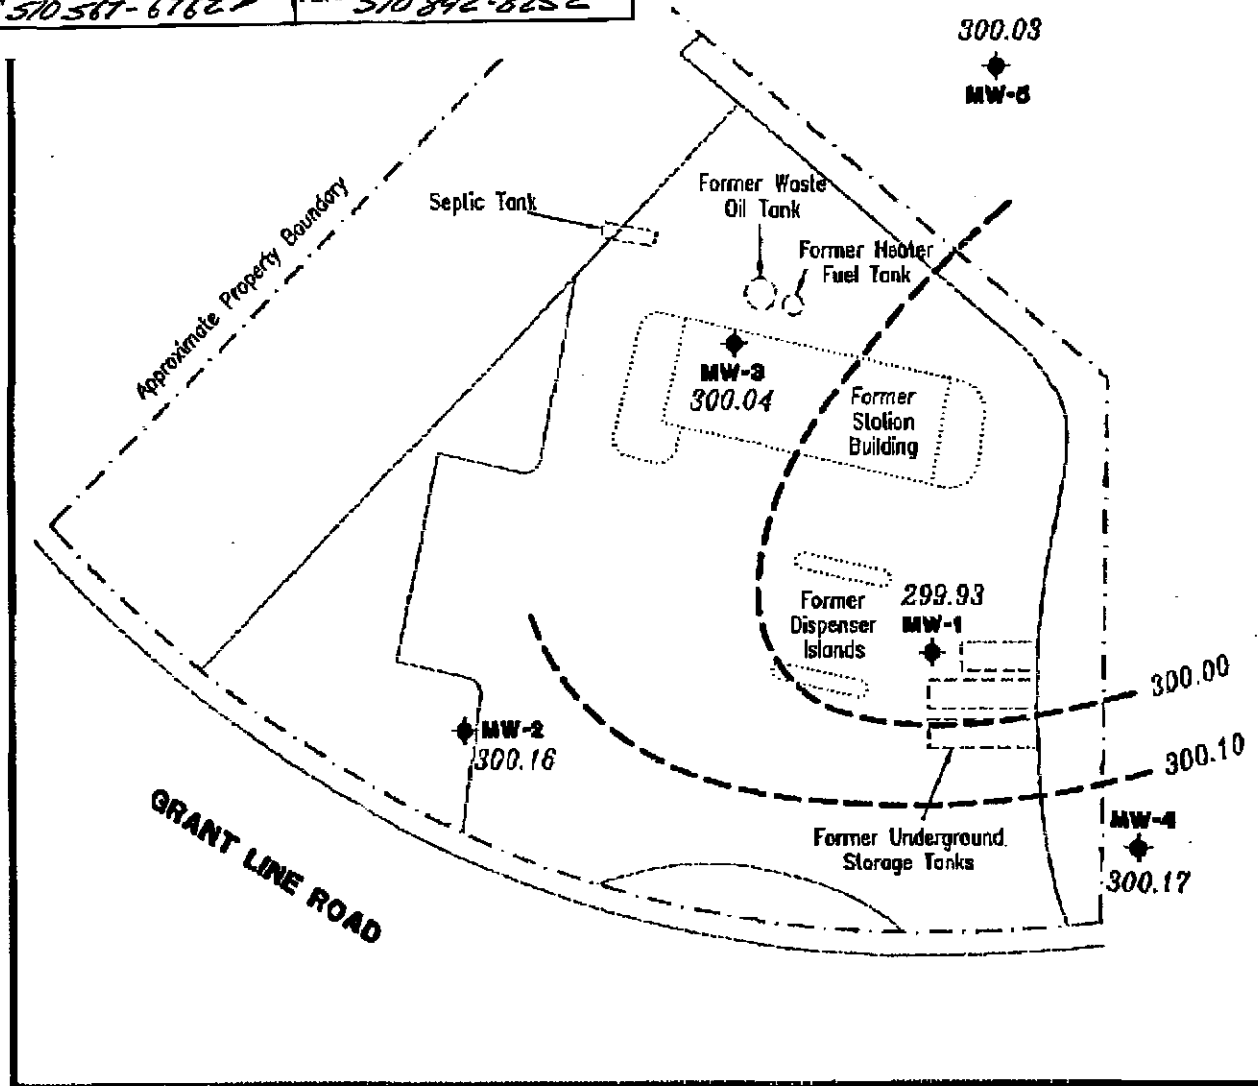 510 567-6762
510 892-8252
300.03
MW-5
Approximate Property Boundary
Septic Tank
Former Waste
Oil Tank
Former Heater
Fuel Tank
MW-3
300.04
Former
Station
Building
299.93
MW-1
Former
Dispenser
Islands
300.00
300.10
MW-2
300.16
GRANT LINE ROAD
Former Underground
Storage Tanks
MW-4
300.17